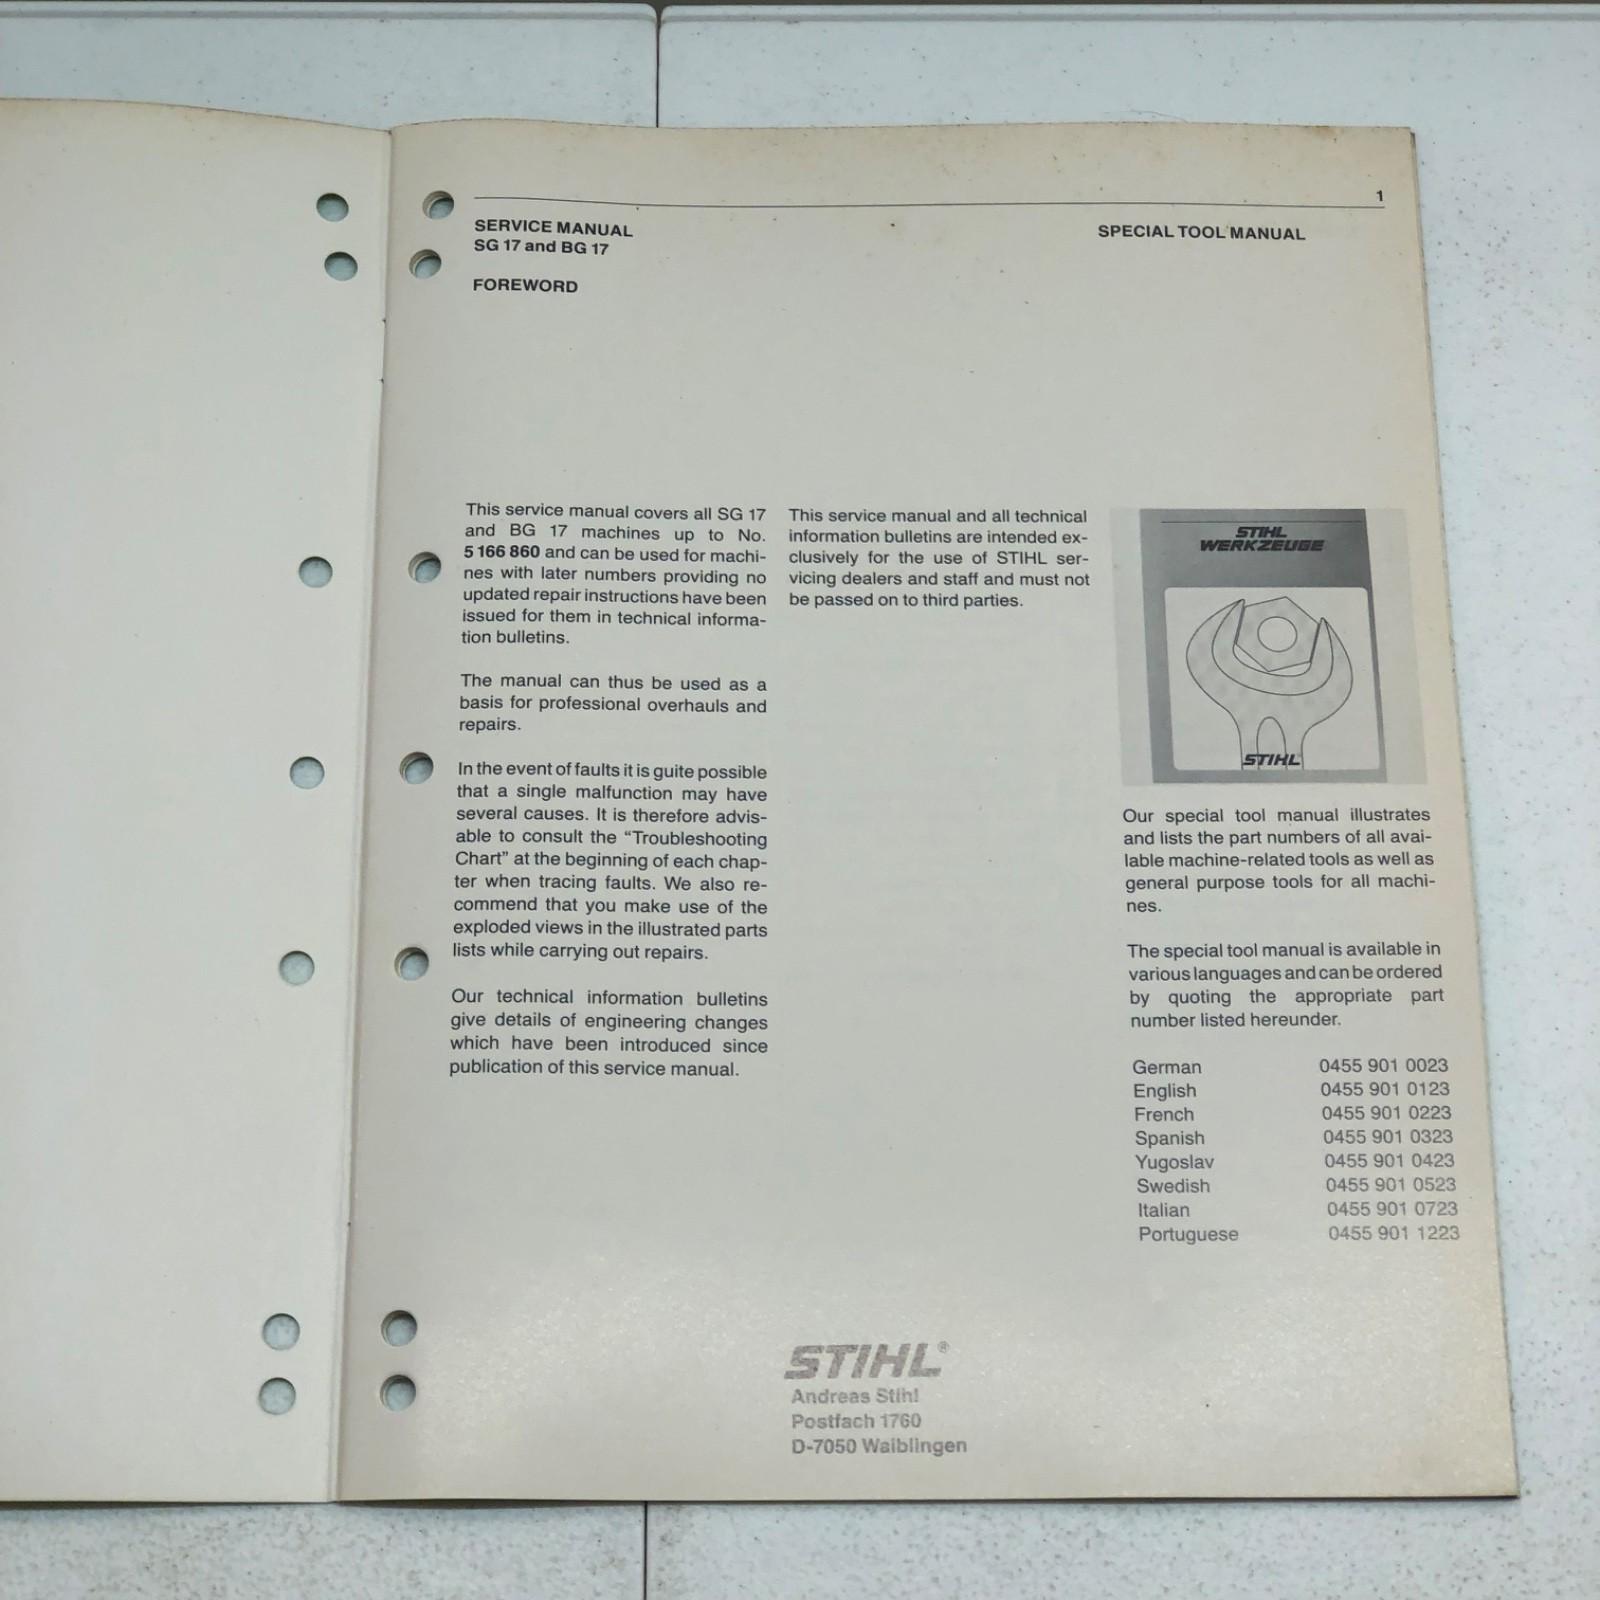 1
SERVICE MANUAL
SG 17 and BG 17
FOREWORD
SPECIAL TOOL MANUAL
This service manual covers all SG 17
and BG 17 machines up to No.
5 166 860 and can be used for machi-
nes with later numbers providing no
updated repair instructions have been
issued for them in technical informa-
tion bulletins.
The manual can thus be used as a
basis for professional overhauls and
repairs.
In the event of faults it is guite possible
that a single malfunction may have
several causes. It is therefore advis-
able to consult the “Troubleshooting
Chart” at the beginning of each chap-
ter when tracing faults. We also re-
commend that you make use of the
exploded views in the illustrated parts
lists while carrying out repairs.
Our technical information bulletins
give details of engineering changes
which have been introduced since
publication of this service manual.
This service manual and all technical
information bulletins are intended ex-
clusively for the use of STIHL ser-
vicing dealers and staff and must not
be passed on to third parties.
STIHL
WERKZEUGE
STIHL
Our special tool manual illustrates
and lists the part numbers of all avai-
lable machine-related tools as well as
general purpose tools for all machi-
nes.
The special tool manual is available in
various languages and can be ordered
by quoting the appropriate part
number listed hereunder.
German 0455 901 0023
English 0455 901 0123
French 0455 901 0223
Spanish 0455 901 0323
Yugoslav 0455 901 0423
Swedish 0455 901 0523
Italian 0455 901 0723
Portuguese 0455 901 1223
STIHL®
Andreas Stihl
Postfach 1760
D-7050 Waiblingen